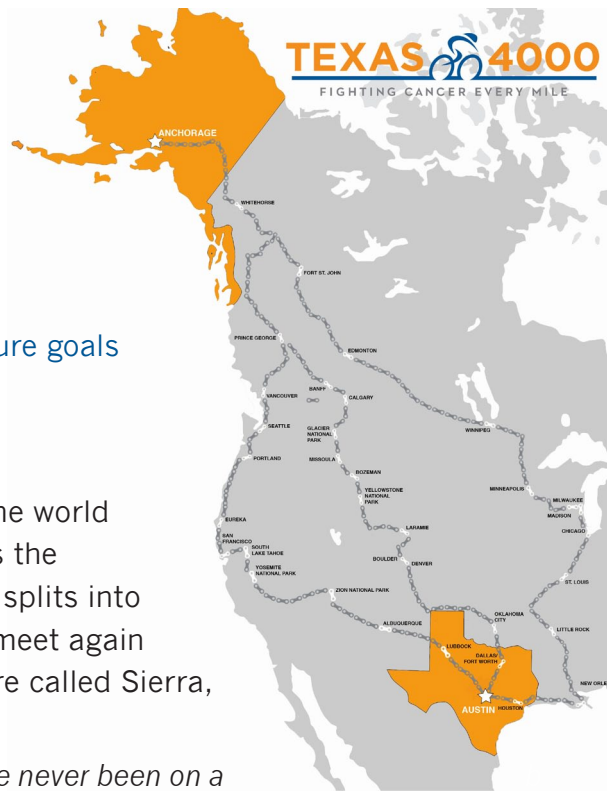 TEXAS 4000
FIGHTING CANCER EVERY MILE
ANCHORAGE
WHITEHORSE
FORT ST. JOHN
ure goals
PRINCE GEORGE
EDMONTON
BANFF
VANCOUVER
CALGARY
SEATTLE
GLACIER
NATIONAL
PARK
WINNIPEG
PORTLAND
MISSOULA
BOZEMAN
YELLOWSTONE
NATIONAL
PARK
MINNEAPOLIS
MILWAUKEE
MADISON
CHICAGO
ne world
EUREKA
SAN
FRANCISCO
SOUTH
LAKE TAHOE
LARAMIE
s the
YOSEMITE
NATIONAL PARK
BOULDER
DENVER
ST. LOUIS
splits into
ZION NATIONAL PARK
OKLAHOMA
CITY
meet again
ALBUQUERQUE
LITTLE ROCK
LUBBOCK
DALLAS/
FORT WORTH
re called Sierra,
NEW ORLE
AUSTIN
HOUSTON
e never been on a